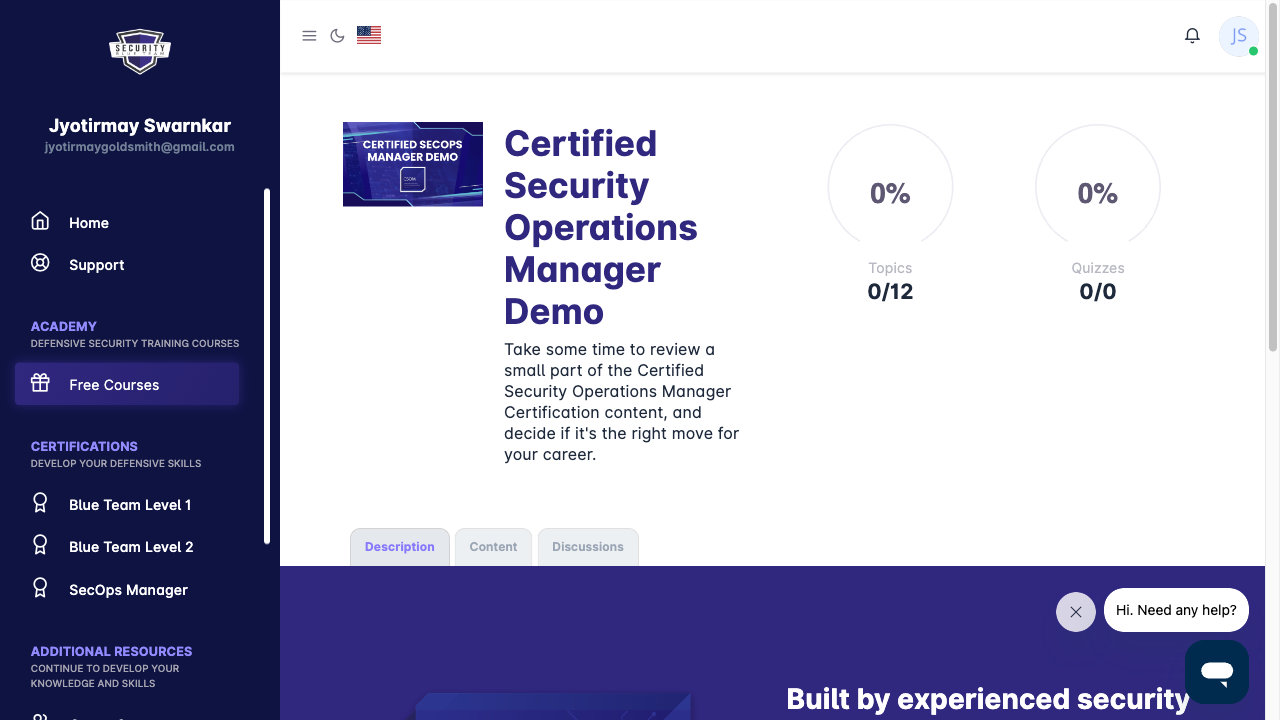 SECURITY
BLUE TEAM
Jyotirmay Swarnkar
jyotirmaygoldsmith@gmail.com
Home
Support
ACADEMY
DEFENSIVE SECURITY TRAINING COURSES
Free Courses
CERTIFICATIONS
DEVELOP YOUR DEFENSIVE SKILLS
Blue Team Level 1
Blue Team Level 2
SecOps Manager
ADDITIONAL RESOURCES
CONTINUE TO DEVELOP YOUR
KNOWLEDGE AND SKILLS
JS
CERTIFIED SECOPS
MANAGER DEMO
CSOM
Certified
Security
Operations
Manager
Demo
Take some time to review a
small part of the Certified
Security Operations Manager
Certification content, and
decide if it's the right move for
your career.
0%
Topics
0/12
0%
Quizzes
0/0
Description
Content
Discussions
Hi. Need any help?
Built by experienced security